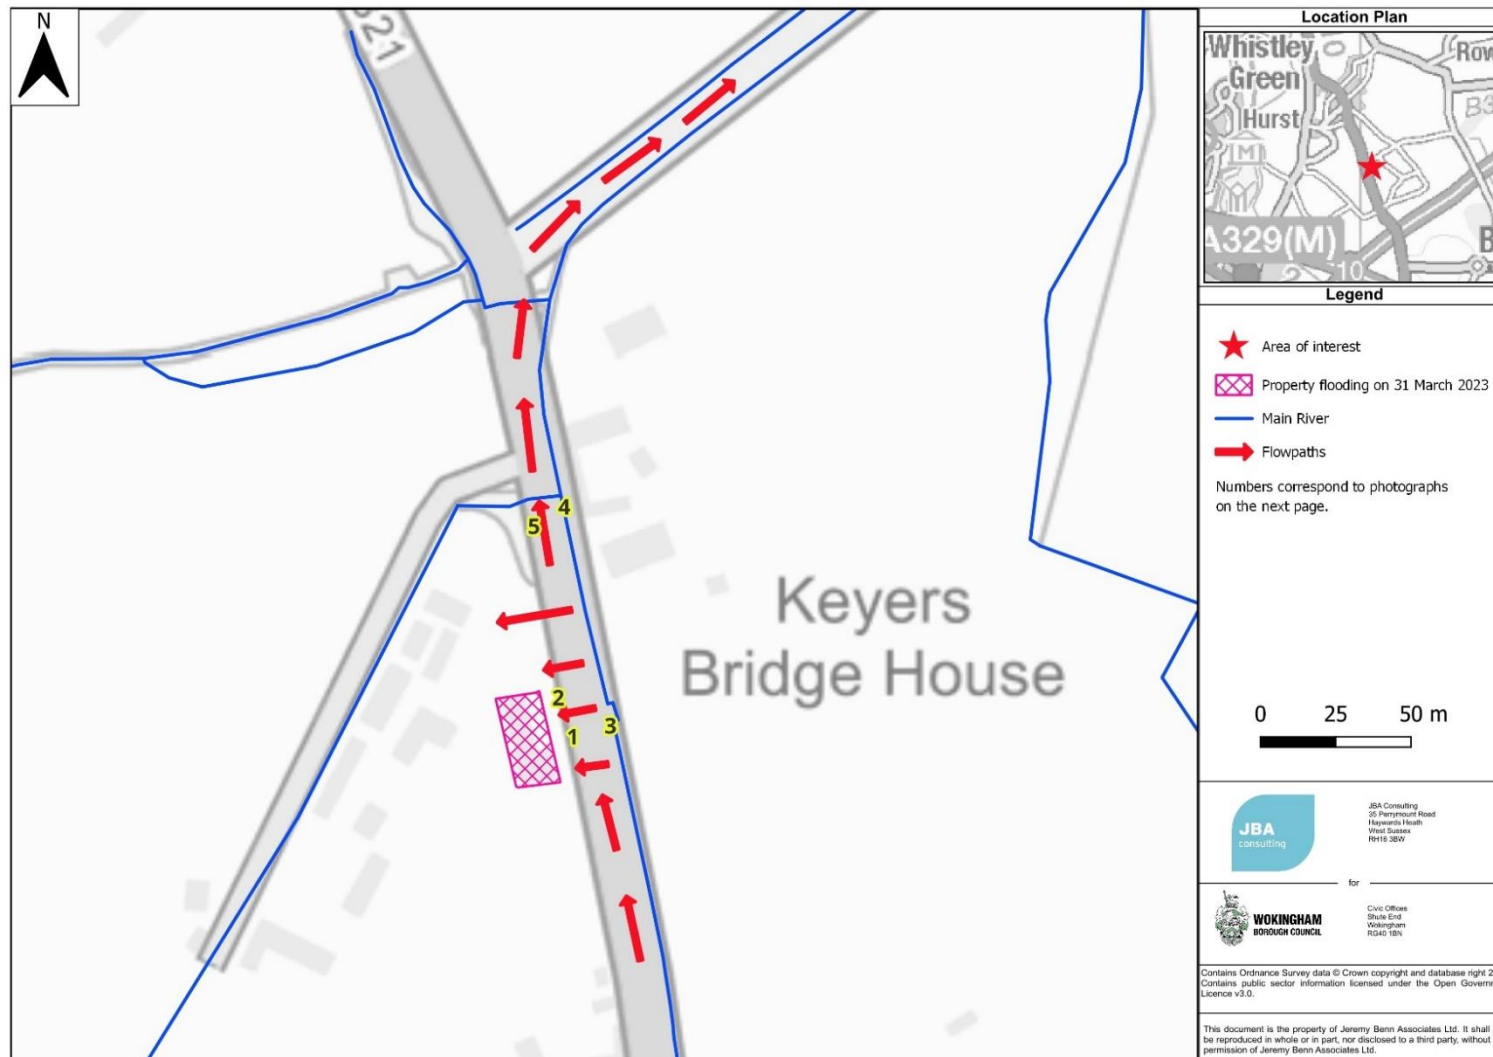 N
321
4
5
Keyers
Bridge House
2
1
3
Location Plan
Whistley
Green
Hurst
M
A329(M)
10
Legend
Area of interest
Property flooding on 31 March 2023
Main River
Flowpaths
Numbers correspond to photographs
on the next page.
0 25 50 m
JBA
consulting
JBA Consulting
35 Perrymount Road
Haywards Heath
West Sussex
RH16 3BW
for
WOKINGHAM
BOROUGH COUNCIL
Civic Offices
Shute End
Wokingham
RG40 1BN
Contains Ordnance Survey data © Crown copyright and database right 2
Contains public sector information licensed under the Open Governm
Licence v3.0.
This document is the property of Jeremy Benn Associates Ltd. It shall
be reproduced in whole or in part, nor disclosed to a third party, without
permission of Jeremy Benn Associates Ltd.